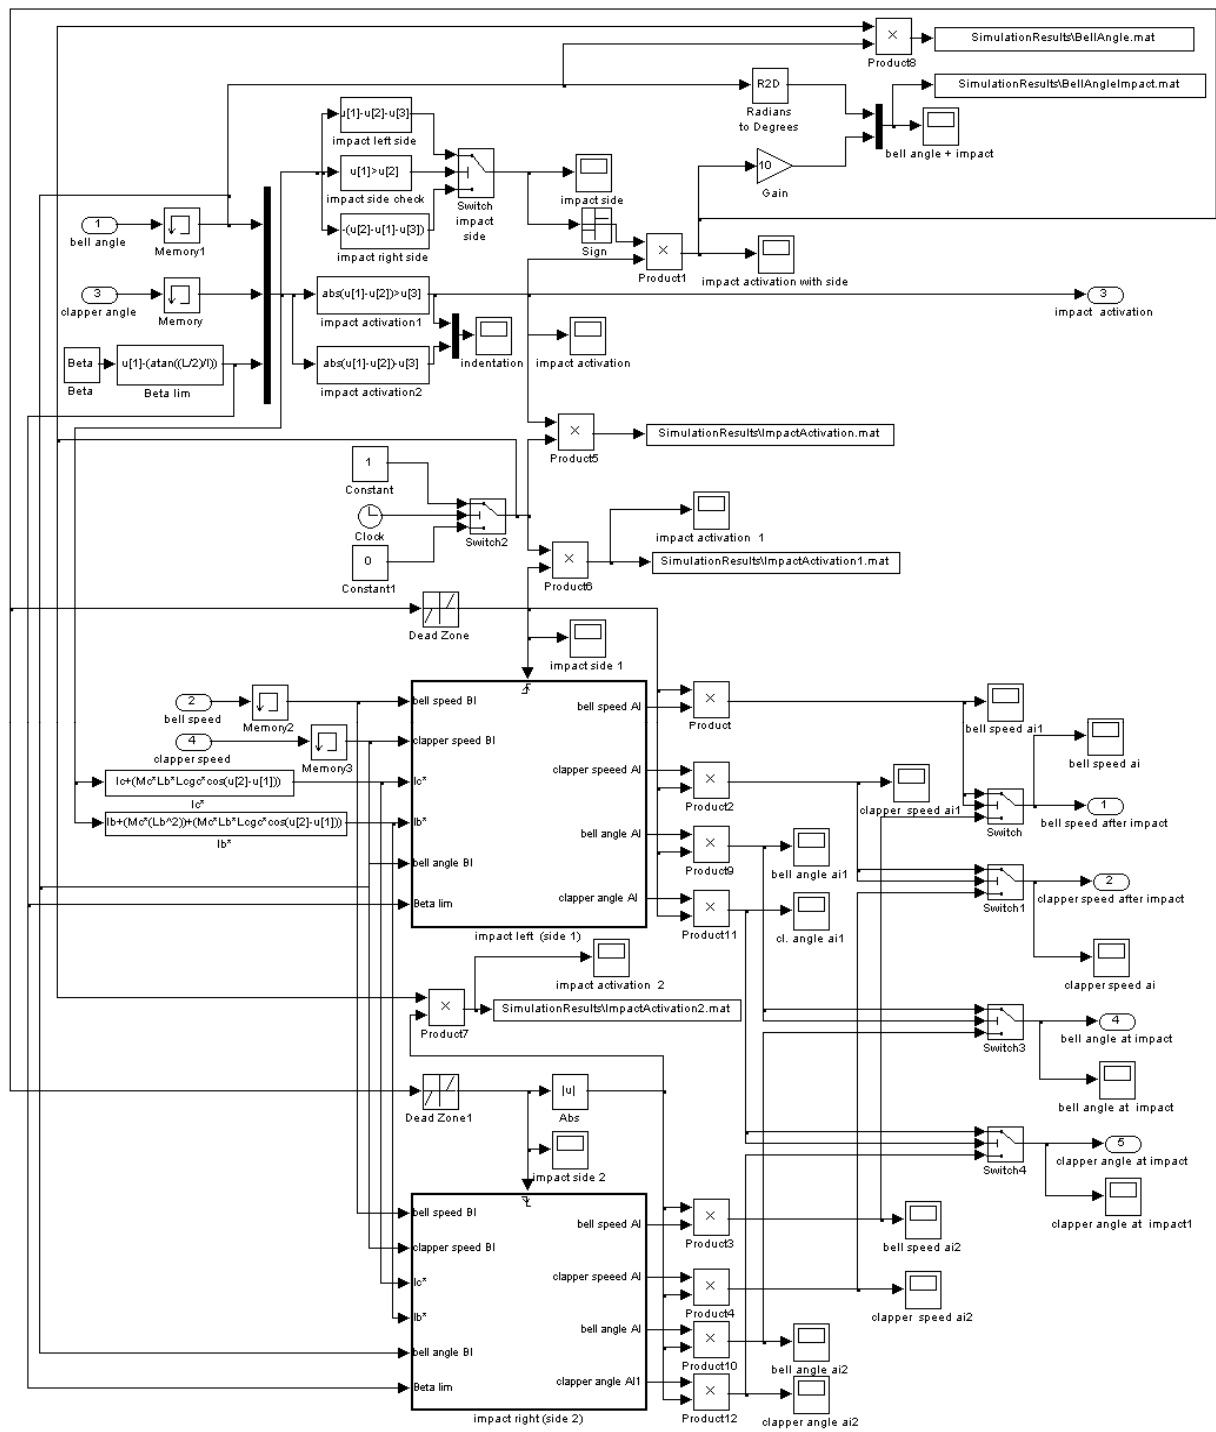 SimulationResults\BellAngle.mat
Product8
SimulationResults\BellAngleImpact.mat
R2D
Radians
to Degrees
bell angle + impact
u[1]-u[2]-u[3]
impact left side
u[1]>u[2]
impact side check
-(u[2]-u[1]-u[3])
impact right side
Switch
impact
side
impact side
Sign
10
Gain
Product1
impact activation with side
1
bell angle
Memory1
3
clapper angle
Memory
Beta
Beta
u[1]-(atan((L/2)/l))
Beta lim
abs(u[1]-u[2])>u[3]
impact activation1
abs(u[1]-u[2])-u[3]
impact activation2
indentation
impact activation
3
impact activation
Product5
SimulationResults\ImpactActivation.mat
1
Constant
Clock
0
Constant1
Switch2
impact activation 1
Product6
SimulationResults\ImpactActivation1.mat
Dead Zone
impact side 1
2
bell speed
Memory2
4
clapper speed
Memory3
Ic+(Mc*Lb*Lcgc*cos(u[2]-u[1]))
Ic*
Ib+(Mc*(Lb^2))+(Mc*Lb*Lcgc*cos(u[2]-u[1]))
Ib*
bell speed BI
clapper speed BI
Ic*
Ib*
bell angle BI
Beta lim
bell speed AI
clapper speeed AI
bell angle AI
clapper angle AI
impact left (side 1)
Product
Product2
Product9
Product11
bell speed ai1
clapper speed ai1
bell angle ai1
cl. angle ai1
bell speed ai
Switch
1
bell speed after impact
Switch1
2
clapper speed after impact
clapper speed ai
impact activation 2
Product7
SimulationResults\ImpactActivation2.mat
Switch3
4
bell angle at impact
bell angle at impact
Dead Zone1
|u|
Abs
impact side 2
Switch4
5
clapper angle at impact
clapper angle at impact1
bell speed BI
clapper speed BI
Ic*
Ib*
bell angle BI
Beta lim
bell speed AI
clapper speeed AI
bell angle AI
clapper angle AI1
impact right (side 2)
Product3
Product4
Product10
Product12
bell speed ai2
clapper speed ai2
bell angle ai2
clapper angle ai2